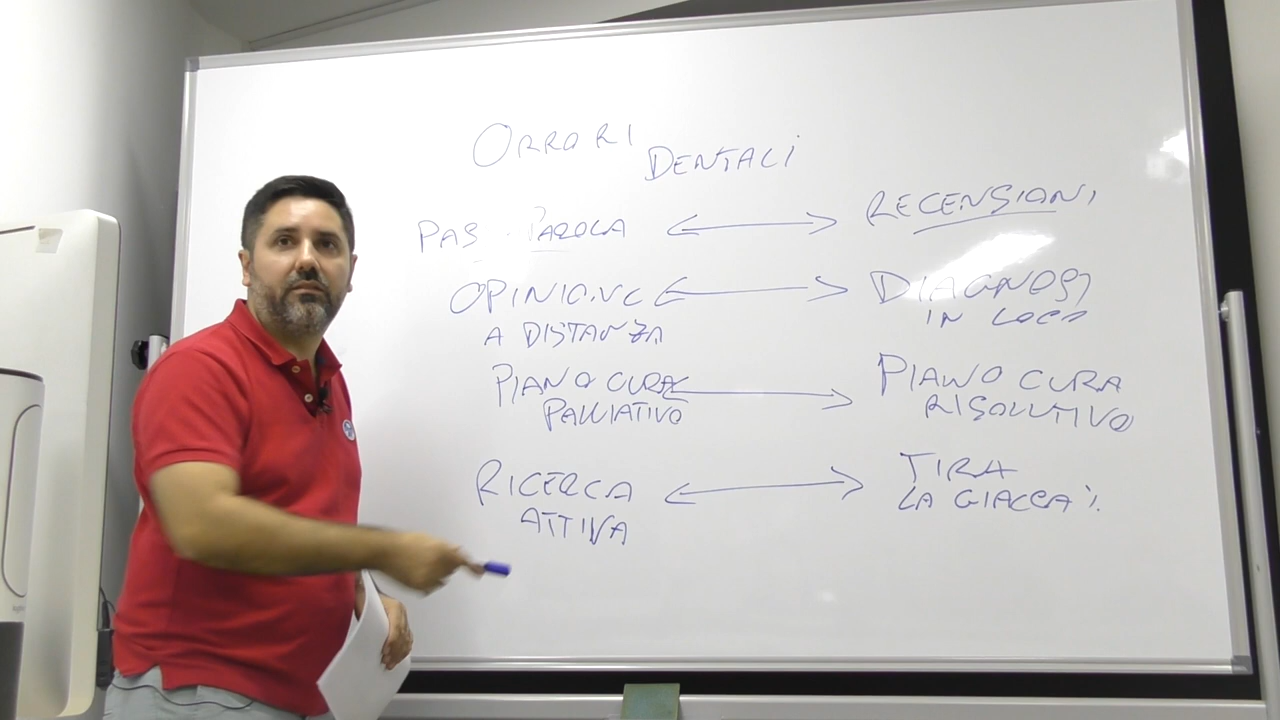 ORRORI DENTALI
PAS PAROLA RECENSIONI
OPINIONE DIAGNOSI
A DISTANZA IN LOCO
PIANO CURE PIANO CURA
PALLIATIVO RISOLUTIVO
RICERCA TIRA
ATTIVA LA GIACCA